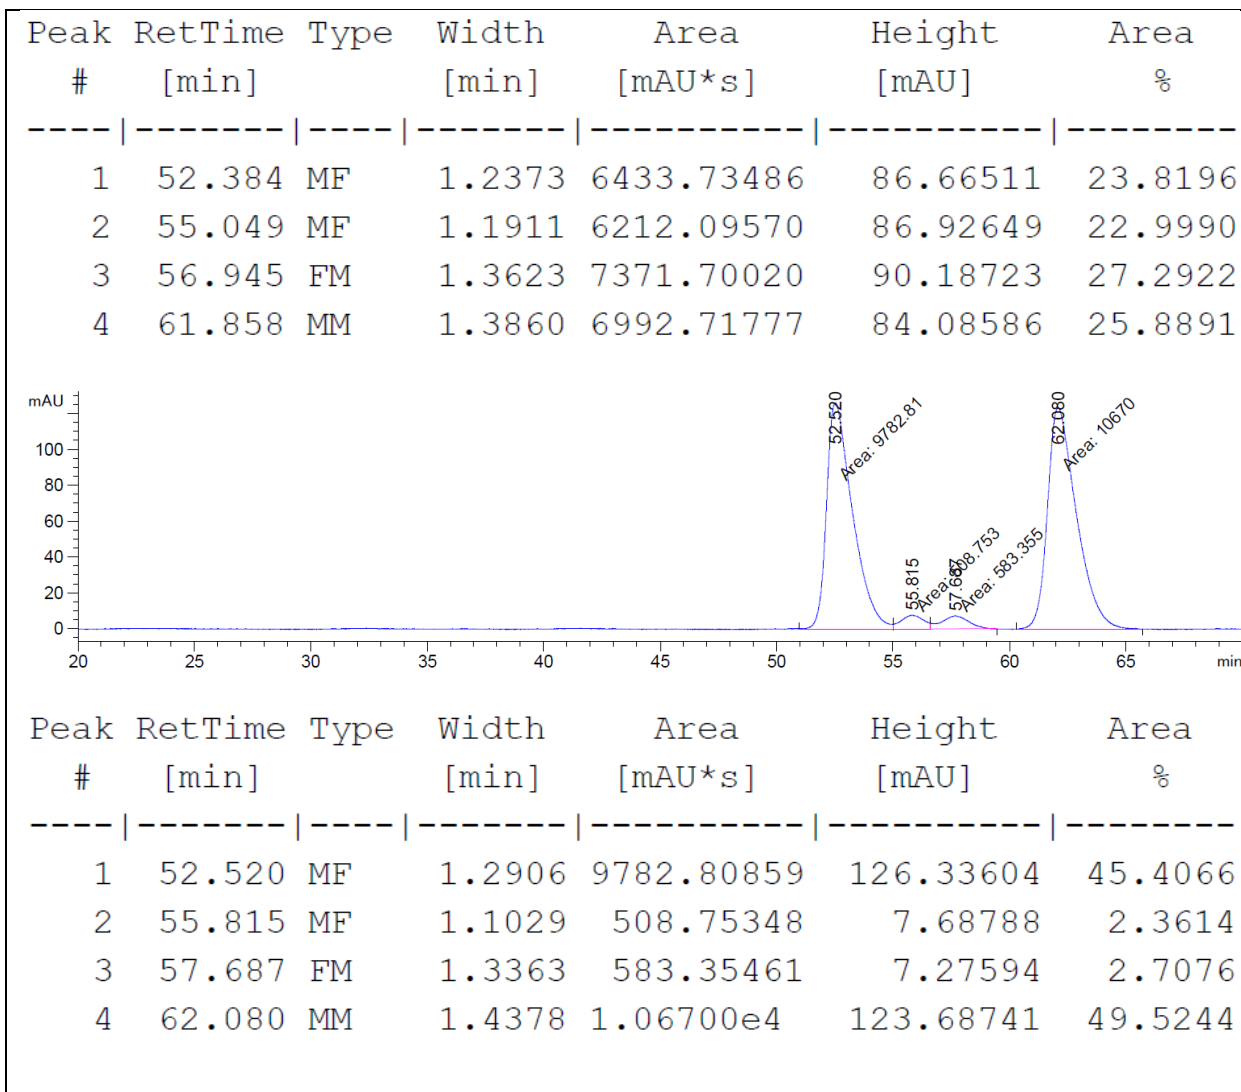 Peak RetTime Type Width Area Height Area
# [min] [min] [mAU*s] [mAU] %
----|-------|----|-------|----------|----------|--------
1 52.384 MF 1.2373 6433.73486 86.66511 23.8196
2 55.049 MF 1.1911 6212.09570 86.92649 22.9990
3 56.945 FM 1.3623 7371.70020 90.18723 27.2922
4 61.858 MM 1.3860 6992.71777 84.08586 25.8891
mAU
100
80
60
40
20
0
52.520
Area: 9782.81
55.815
Area: 508.753
57.687
Area: 583.355
62.080
Area: 10670
20 25 30 35 40 45 50 55 60 65 min
Peak RetTime Type Width Area Height Area
# [min] [min] [mAU*s] [mAU] %
----|-------|----|-------|----------|----------|--------
1 52.520 MF 1.2906 9782.80859 126.33604 45.4066
2 55.815 MF 1.1029 508.75348 7.68788 2.3614
3 57.687 FM 1.3363 583.35461 7.27594 2.7076
4 62.080 MM 1.4378 1.06700e4 123.68741 49.5244